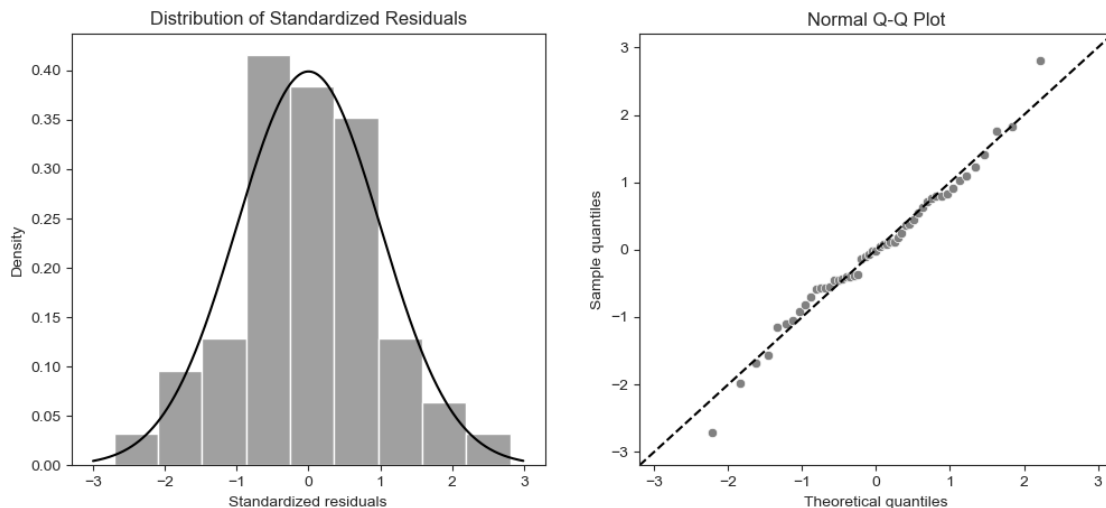 Distribution of Standardized Residuals
Density
0.40
0.35
0.30
0.25
0.20
0.15
0.10
0.05
0.00
−3 −2 −1 0 1 2 3
Standardized residuals
Normal Q-Q Plot
Sample quantiles
3
2
1
0
−1
−2
−3
−3 −2 −1 0 1 2 3
Theoretical quantiles